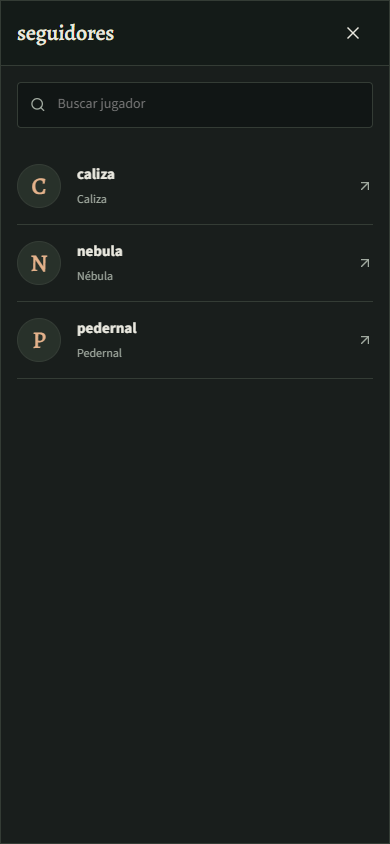 seguidores
Buscar jugador
C
caliza
Caliza
N
nebula
Nébula
P
pedernal
Pedernal